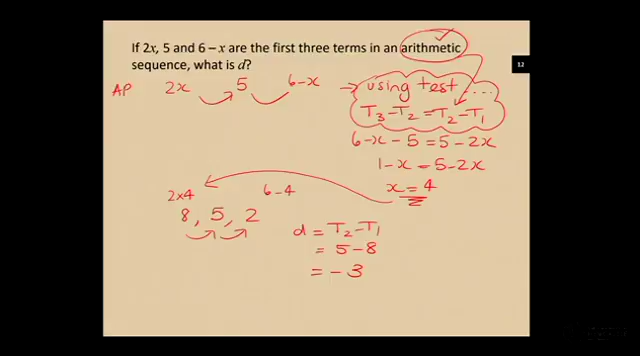 If 2x, 5 and 6 – x are the first three terms in an arithmetic
sequence, what is d?
12
AP 2x 5 6-x → using test ....
T₃-T₂ = T₂-T₁
6-x-5 = 5-2x
1-x = 5-2x
x = 4
2x4 6-4
8, 5, 2
d = T₂-T₁
= 5-8
= -3